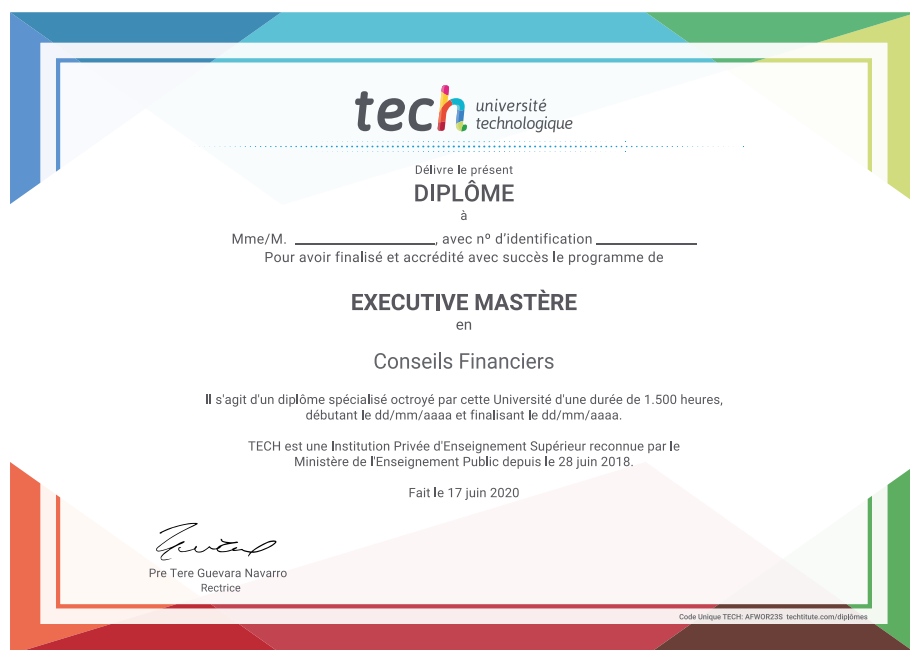 tech université
technologique
Délivre le présent
DIPLÔME
à
Mme/M. ____________________, avec nº d'identification ______________
Pour avoir finalisé et accrédité avec succès le programme de
EXECUTIVE MASTÈRE
en
Conseils Financiers
Il s'agit d'un diplôme spécialisé octroyé par cette Université d'une durée de 1.500 heures,
débutant le dd/mm/aaaa et finalisant le dd/mm/aaaa.
TECH est une Institution Privée d'Enseignement Supérieur reconnue par le
Ministère de l'Enseignement Public depuis le 28 juin 2018.
Fait le 17 juin 2020
Pre Tere Guevara Navarro
Rectrice
Code Unique TECH: AFWOR23S techtitute.com/diplômes